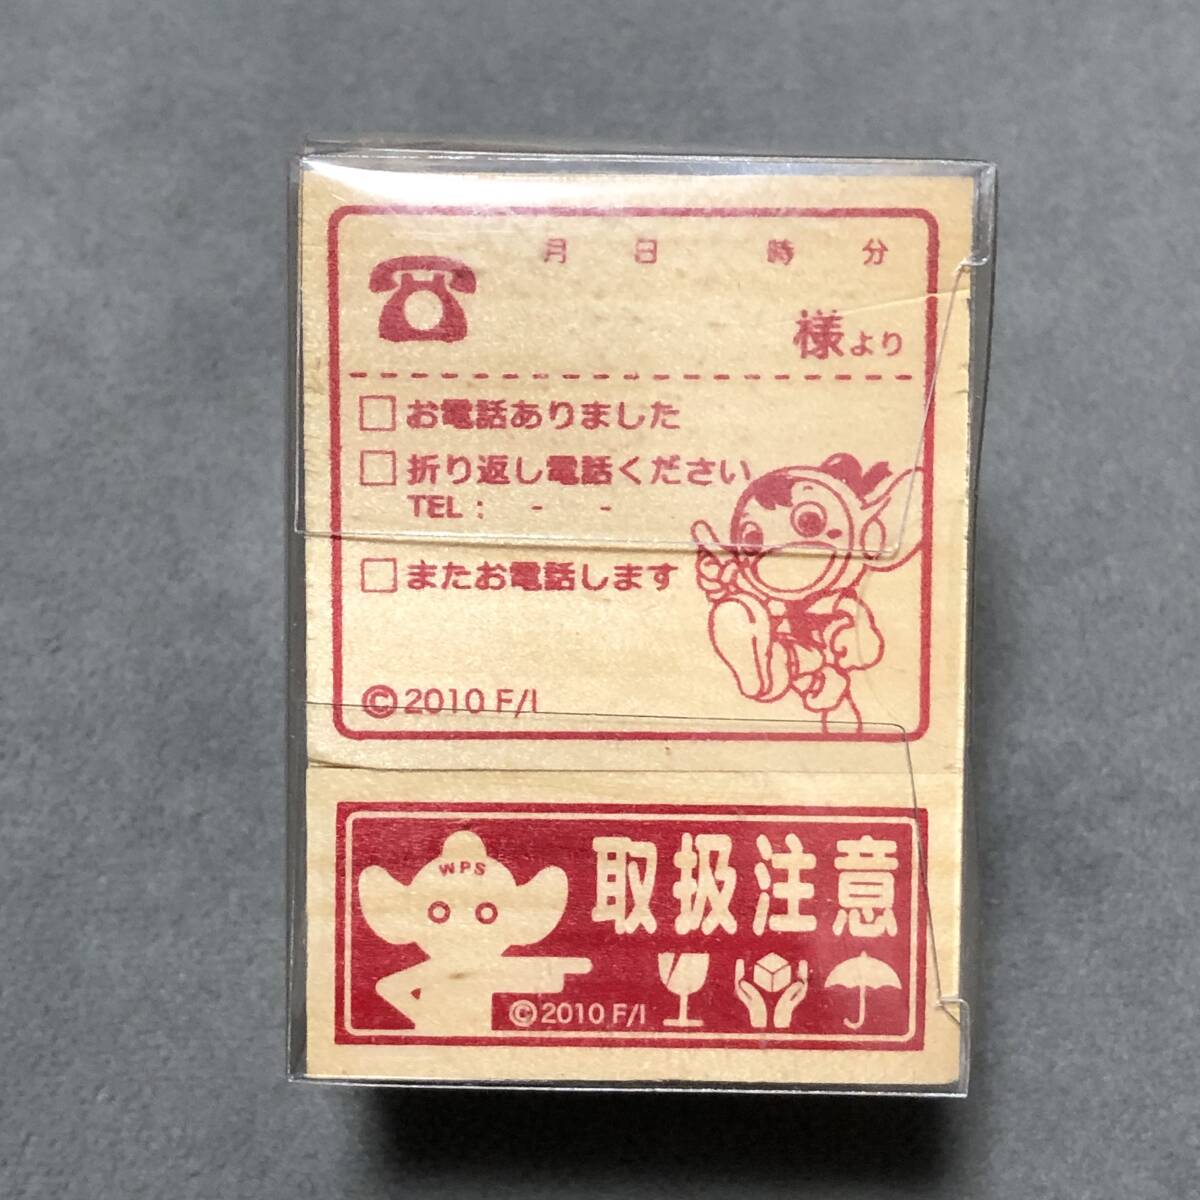 月 日 時 分
様より
お電話ありました
折り返し電話ください
TEL: - -
またお電話します
©2010 F/I
WPS
取扱注意
©2010 F/I